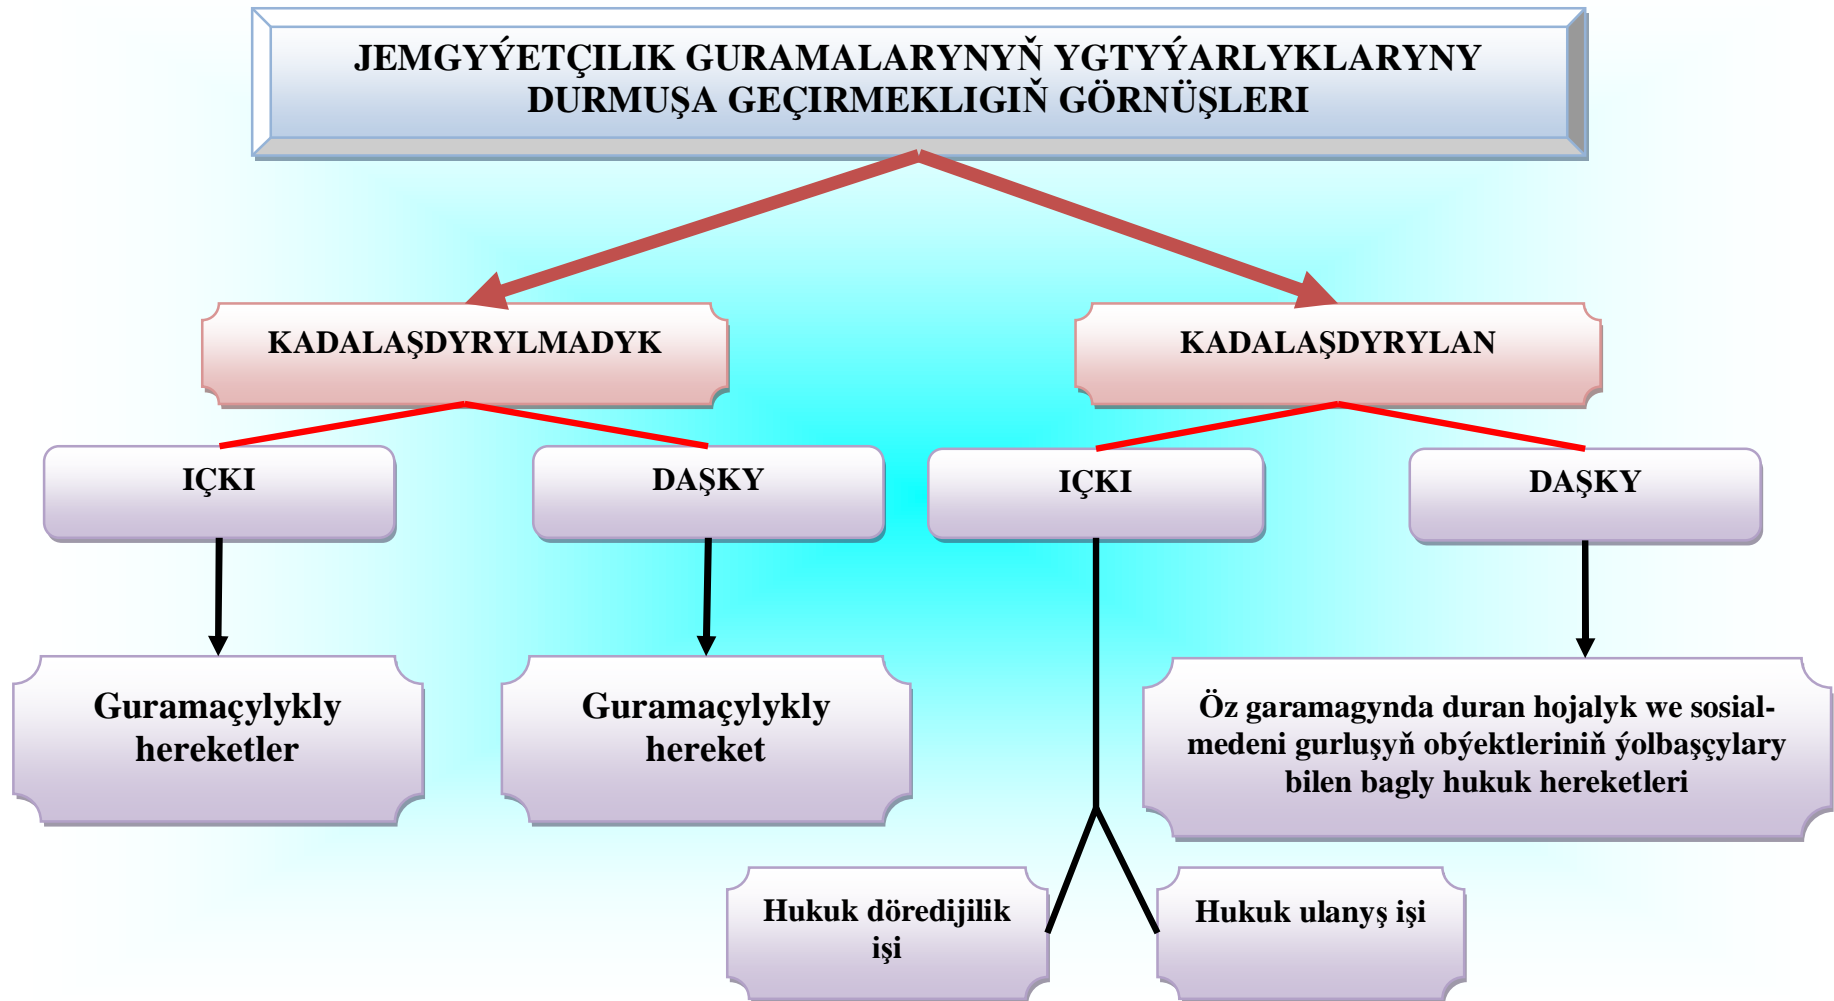 JEMGYÝETÇILIK GURAMALARYNYŇ YGTYÝARLYKLARYNY
DURMUŞA GEÇIRMEKLIGIŇ GÖRNÜŞLERI
KADALAŞDYRYLMADYK
KADALAŞDYRYLAN
IÇKI
DAŞKY
IÇKI
DAŞKY
Guramaçylykly
hereketler
Guramaçylykly
hereket
Öz garamagynda duran hojalyk we sosial-
medeni gurluşyň obýektleriniň ýolbaşçylary
bilen bagly hukuk hereketleri
Hukuk döredijilik
işi
Hukuk ulanyş işi